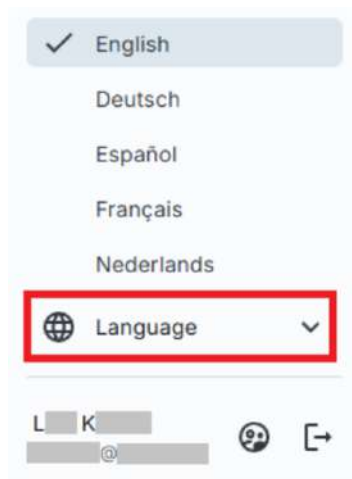 English
Deutsch
Español
Français
Nederlands
Language
L K
@